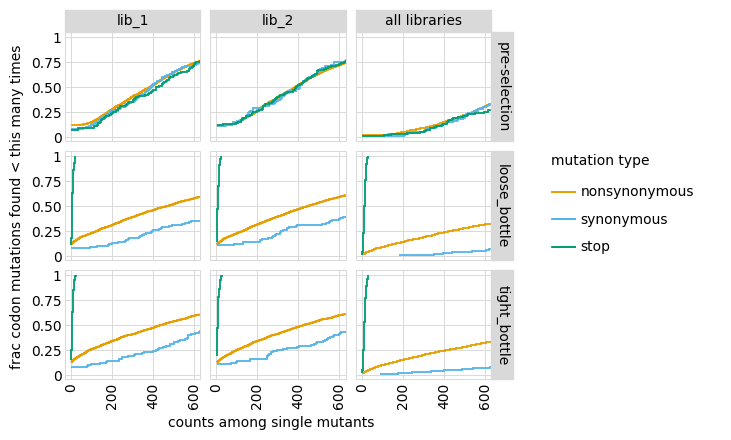 lib_1
lib_2
all libraries
frac codon mutations found < this many times
1
0.75
0.50
0.25
0
pre-selection
1
0.75
0.50
0.25
0
loose_bottle
1
0.75
0.50
0.25
0
tight_bottle
0
200
400
600
0
200
400
600
0
200
400
600
counts among single mutants
mutation type
nonsynonymous
synonymous
stop